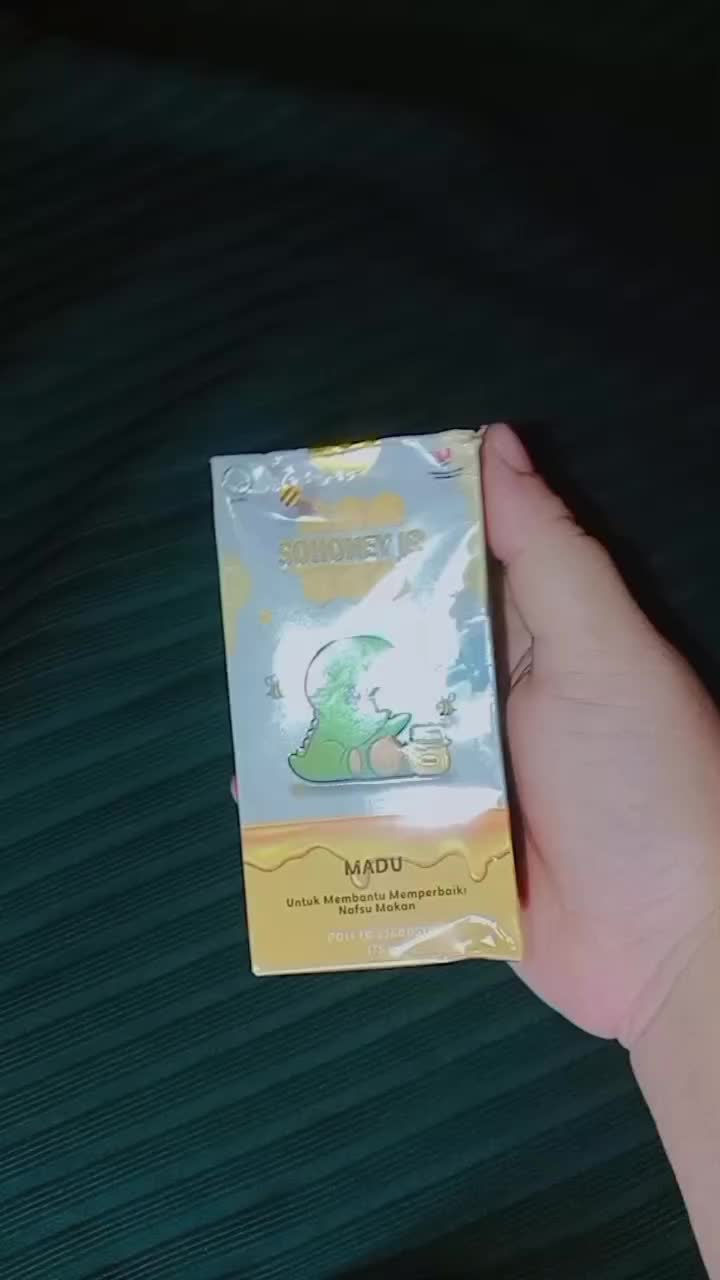 SOHONEY JR
MADU
Untuk Membantu Memperbaiki
Nafsu Makan